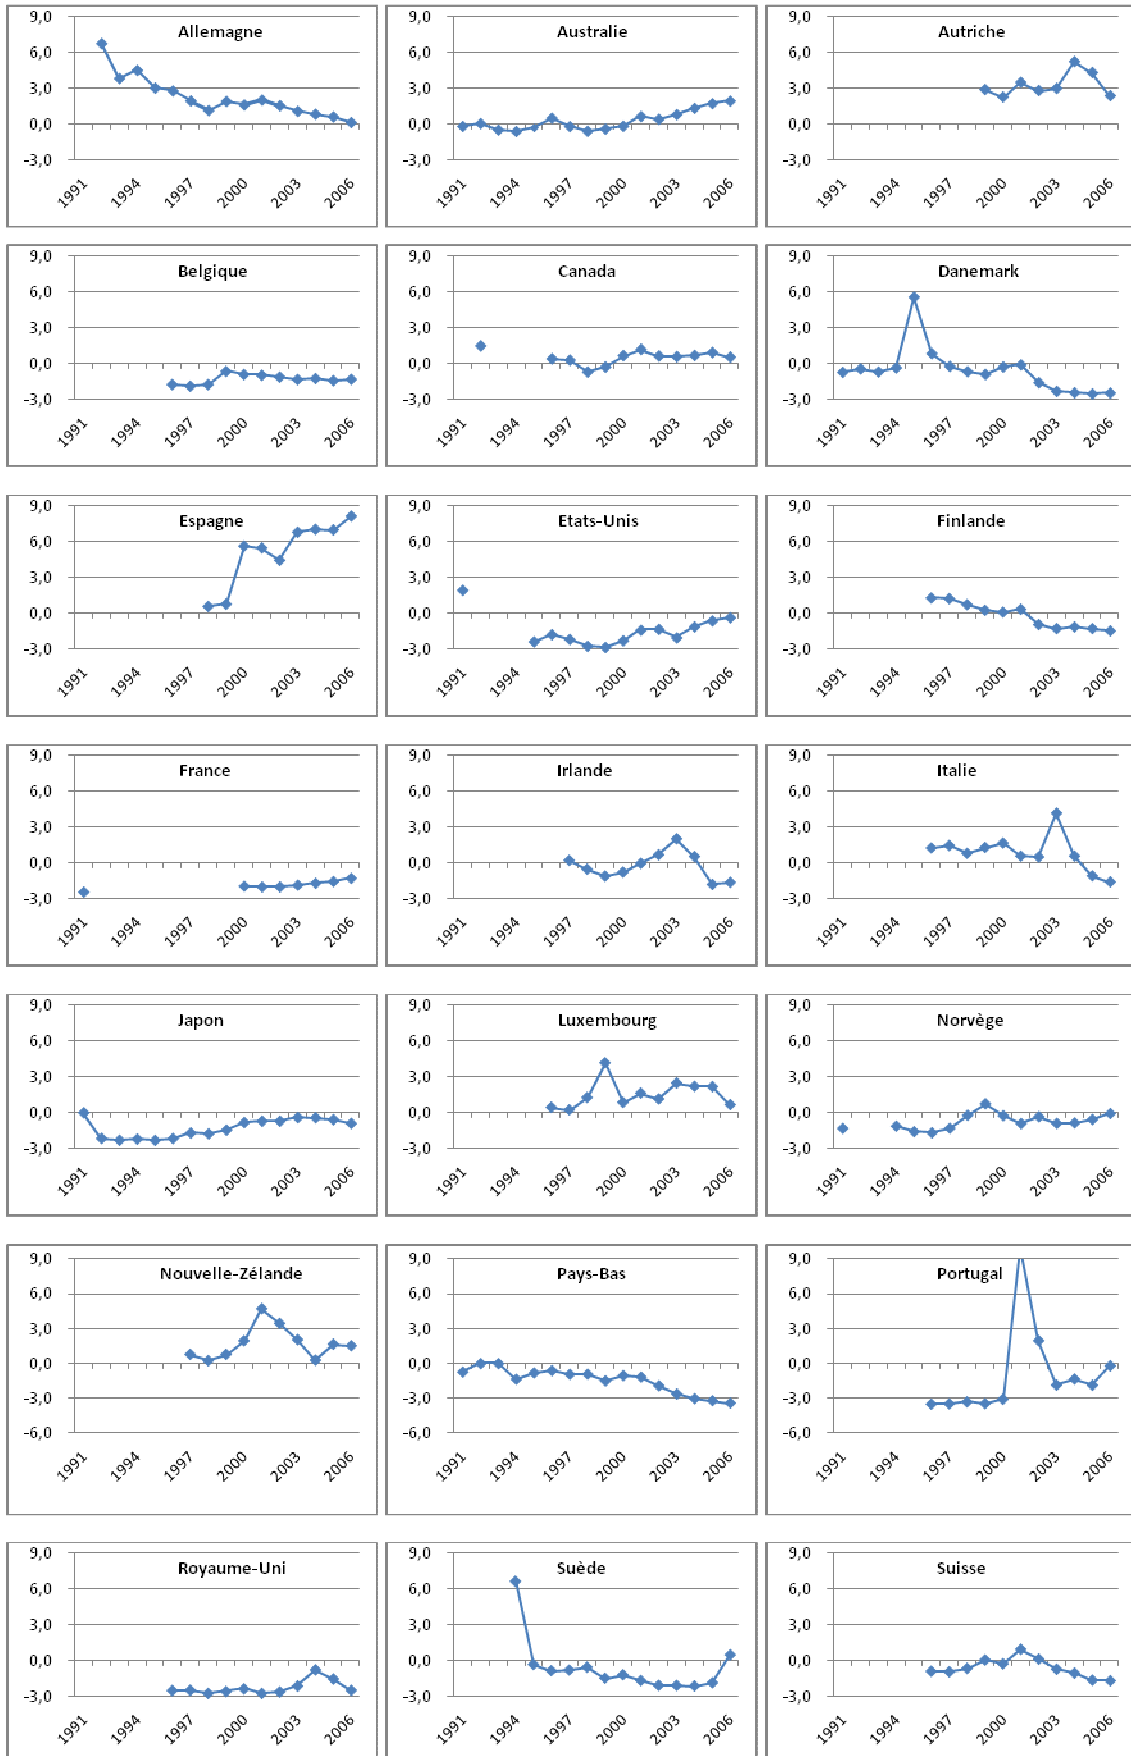 Allemagne
9,0
6,0
3,0
0,0
-3,0
1991 1994 1997 2000 2003 2006
Australie
9,0
6,0
3,0
0,0
-3,0
1991 1994 1997 2000 2003 2006
Autriche
9,0
6,0
3,0
0,0
-3,0
1991 1994 1997 2000 2003 2006
Belgique
9,0
6,0
3,0
0,0
-3,0
1991 1994 1997 2000 2003 2006
Canada
9,0
6,0
3,0
0,0
-3,0
1991 1994 1997 2000 2003 2006
Danemark
9,0
6,0
3,0
0,0
-3,0
1991 1994 1997 2000 2003 2006
Espagne
9,0
6,0
3,0
0,0
-3,0
1991 1994 1997 2000 2003 2006
Etats-Unis
9,0
6,0
3,0
0,0
-3,0
1991 1994 1997 2000 2003 2006
Finlande
9,0
6,0
3,0
0,0
-3,0
1991 1994 1997 2000 2003 2006
France
9,0
6,0
3,0
0,0
-3,0
1991 1994 1997 2000 2003 2006
Irlande
9,0
6,0
3,0
0,0
-3,0
1991 1994 1997 2000 2003 2006
Italie
9,0
6,0
3,0
0,0
-3,0
1991 1994 1997 2000 2003 2006
Japon
9,0
6,0
3,0
0,0
-3,0
1991 1994 1997 2000 2003 2006
Luxembourg
9,0
6,0
3,0
0,0
-3,0
1991 1994 1997 2000 2003 2006
Norvège
9,0
6,0
3,0
0,0
-3,0
1991 1994 1997 2000 2003 2006
Nouvelle-Zélande
9,0
6,0
3,0
0,0
-3,0
-6,0
1991 1994 1997 2000 2003 2006
Pays-Bas
9,0
6,0
3,0
0,0
-3,0
-6,0
1991 1994 1997 2000 2003 2006
Portugal
9,0
6,0
3,0
0,0
-3,0
-6,0
1991 1994 1997 2000 2003 2006
Royaume-Uni
9,0
6,0
3,0
0,0
-3,0
1991 1994 1997 2000 2003 2006
Suède
9,0
6,0
3,0
0,0
-3,0
1991 1994 1997 2000 2003 2006
Suisse
9,0
6,0
3,0
0,0
-3,0
1991 1994 1997 2000 2003 2006